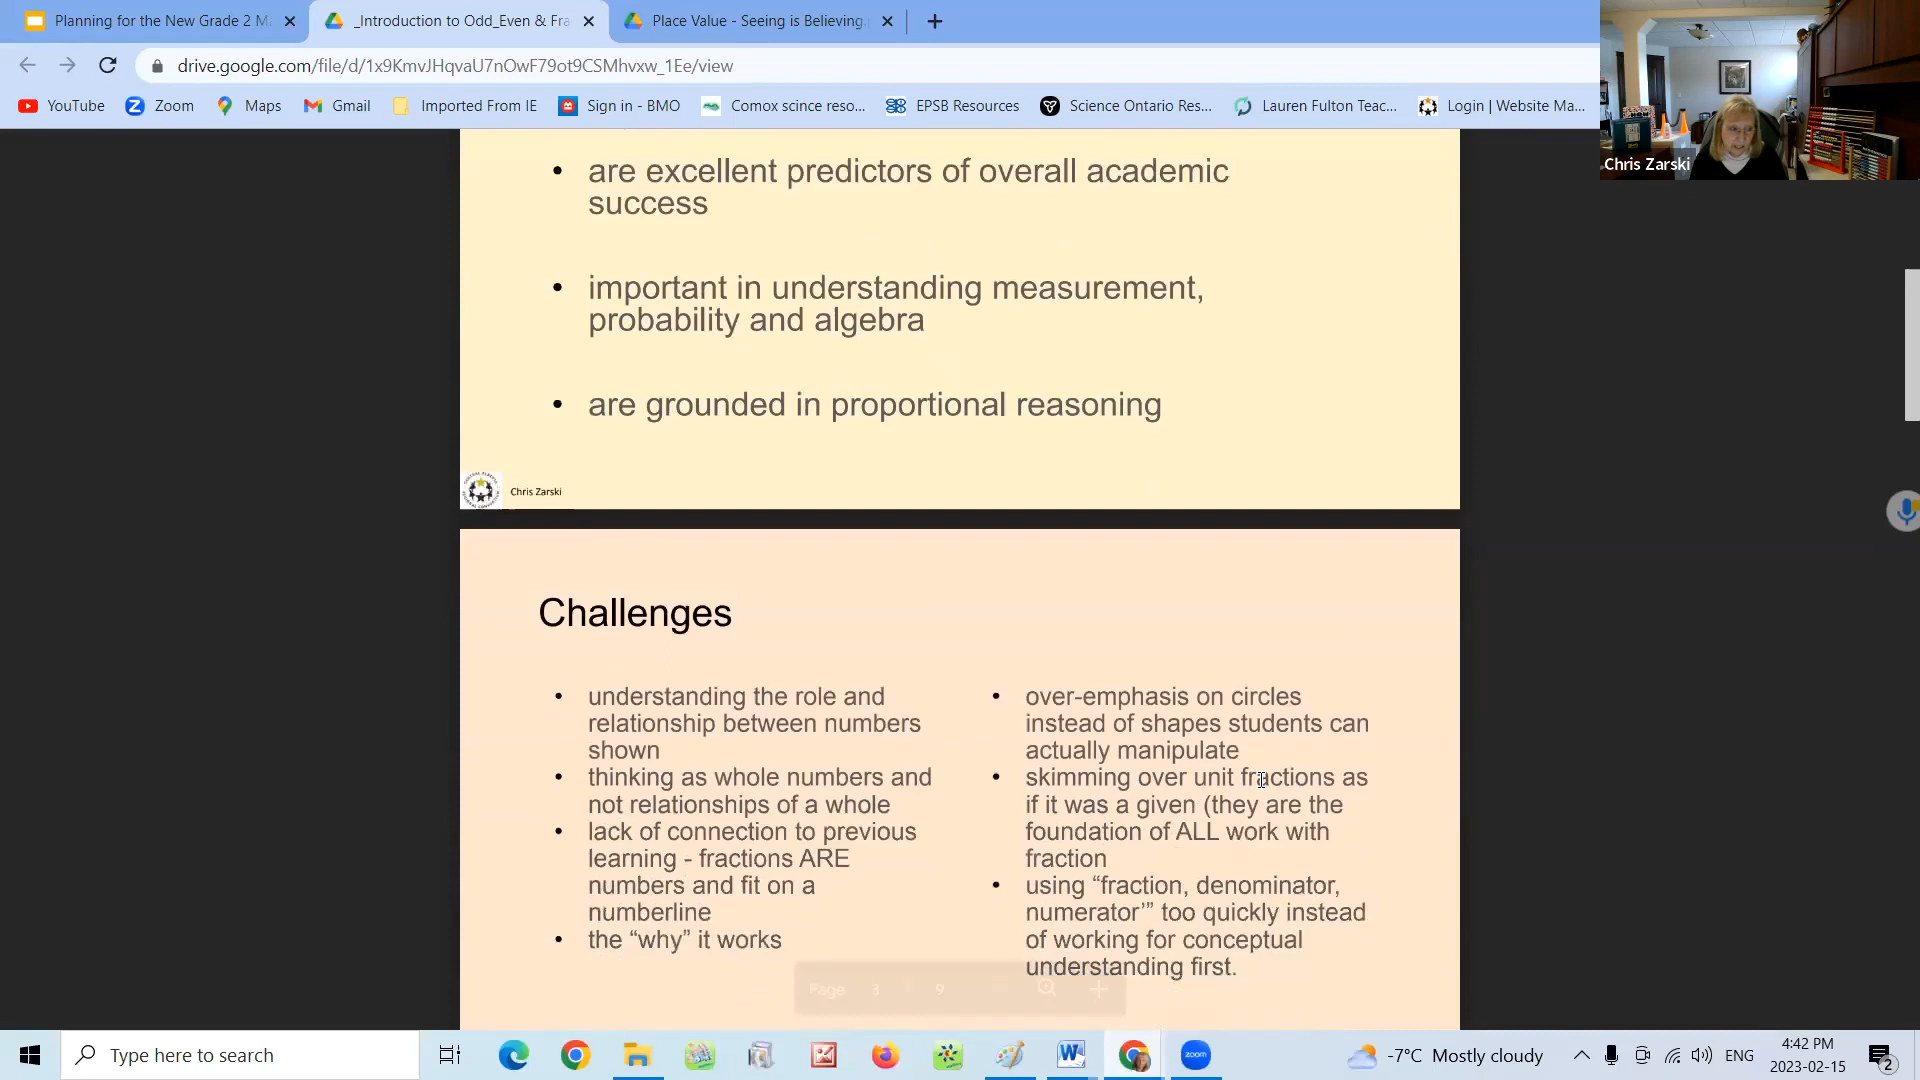 Planning for the New Grade 2 Ma
_Introduction to Odd_Even & Fra
Place Value - Seeing is Believing.
drive.google.com/file/d/1x9KmvJHqvaU7nOwF79ot9CSMhvxw_1Ee/view
YouTube
Zoom
Maps
Gmail
Imported From IE
Sign in - BMO
Comox scince reso...
EPSB Resources
Science Ontario Res...
Lauren Fulton Teac...
Login | Website Ma...
Chris Zarski
• are excellent predictors of overall academic
success
• important in understanding measurement,
probability and algebra
• are grounded in proportional reasoning
Chris Zarski
Challenges
• understanding the role and
relationship between numbers
shown
• thinking as whole numbers and
not relationships of a whole
• lack of connection to previous
learning - fractions ARE
numbers and fit on a
numberline
• the “why” it works
• over-emphasis on circles
instead of shapes students can
actually manipulate
• skimming over unit fractions as
if it was a given (they are the
foundation of ALL work with
fraction
• using “fraction, denominator,
numerator’” too quickly instead
of working for conceptual
understanding first.
Page 3 / 9
Type here to search
zoom
-7°C Mostly cloudy
ENG
4:42 PM
2023-02-15
2